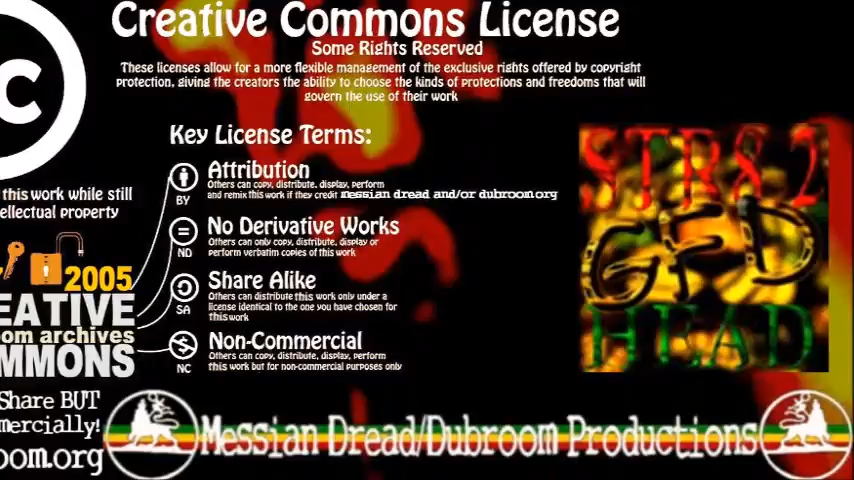 Creative Commons License
Some Rights Reserved
These licenses allow for a more flexible management of the exclusive rights offered by copyright
protection, giving the creators the ability to choose the kinds of protections and freedoms that will
govern the use of their work
C
Key License Terms:
Attribution
Others can copy, distribute, display, perform
and remix this work if they credit messian dread and/or dubroom.org
BY
this work while still
ellectual property
No Derivative Works
Others can only copy, distribute, display or
perform verbatim copies of this work
ND
2005
EATIVE
om archives
MMONS
Share Alike
Others can distribute this work only under a
license identical to the one you have chosen for
this work
SA
Non-Commercial
Others can copy, distribute, display, perform
this work but for non-commercial purposes only
NC
STR8 2
GFD
HEAD
Share BUT
mercially!
oom.org
Messian Dread/Dubroom Productions